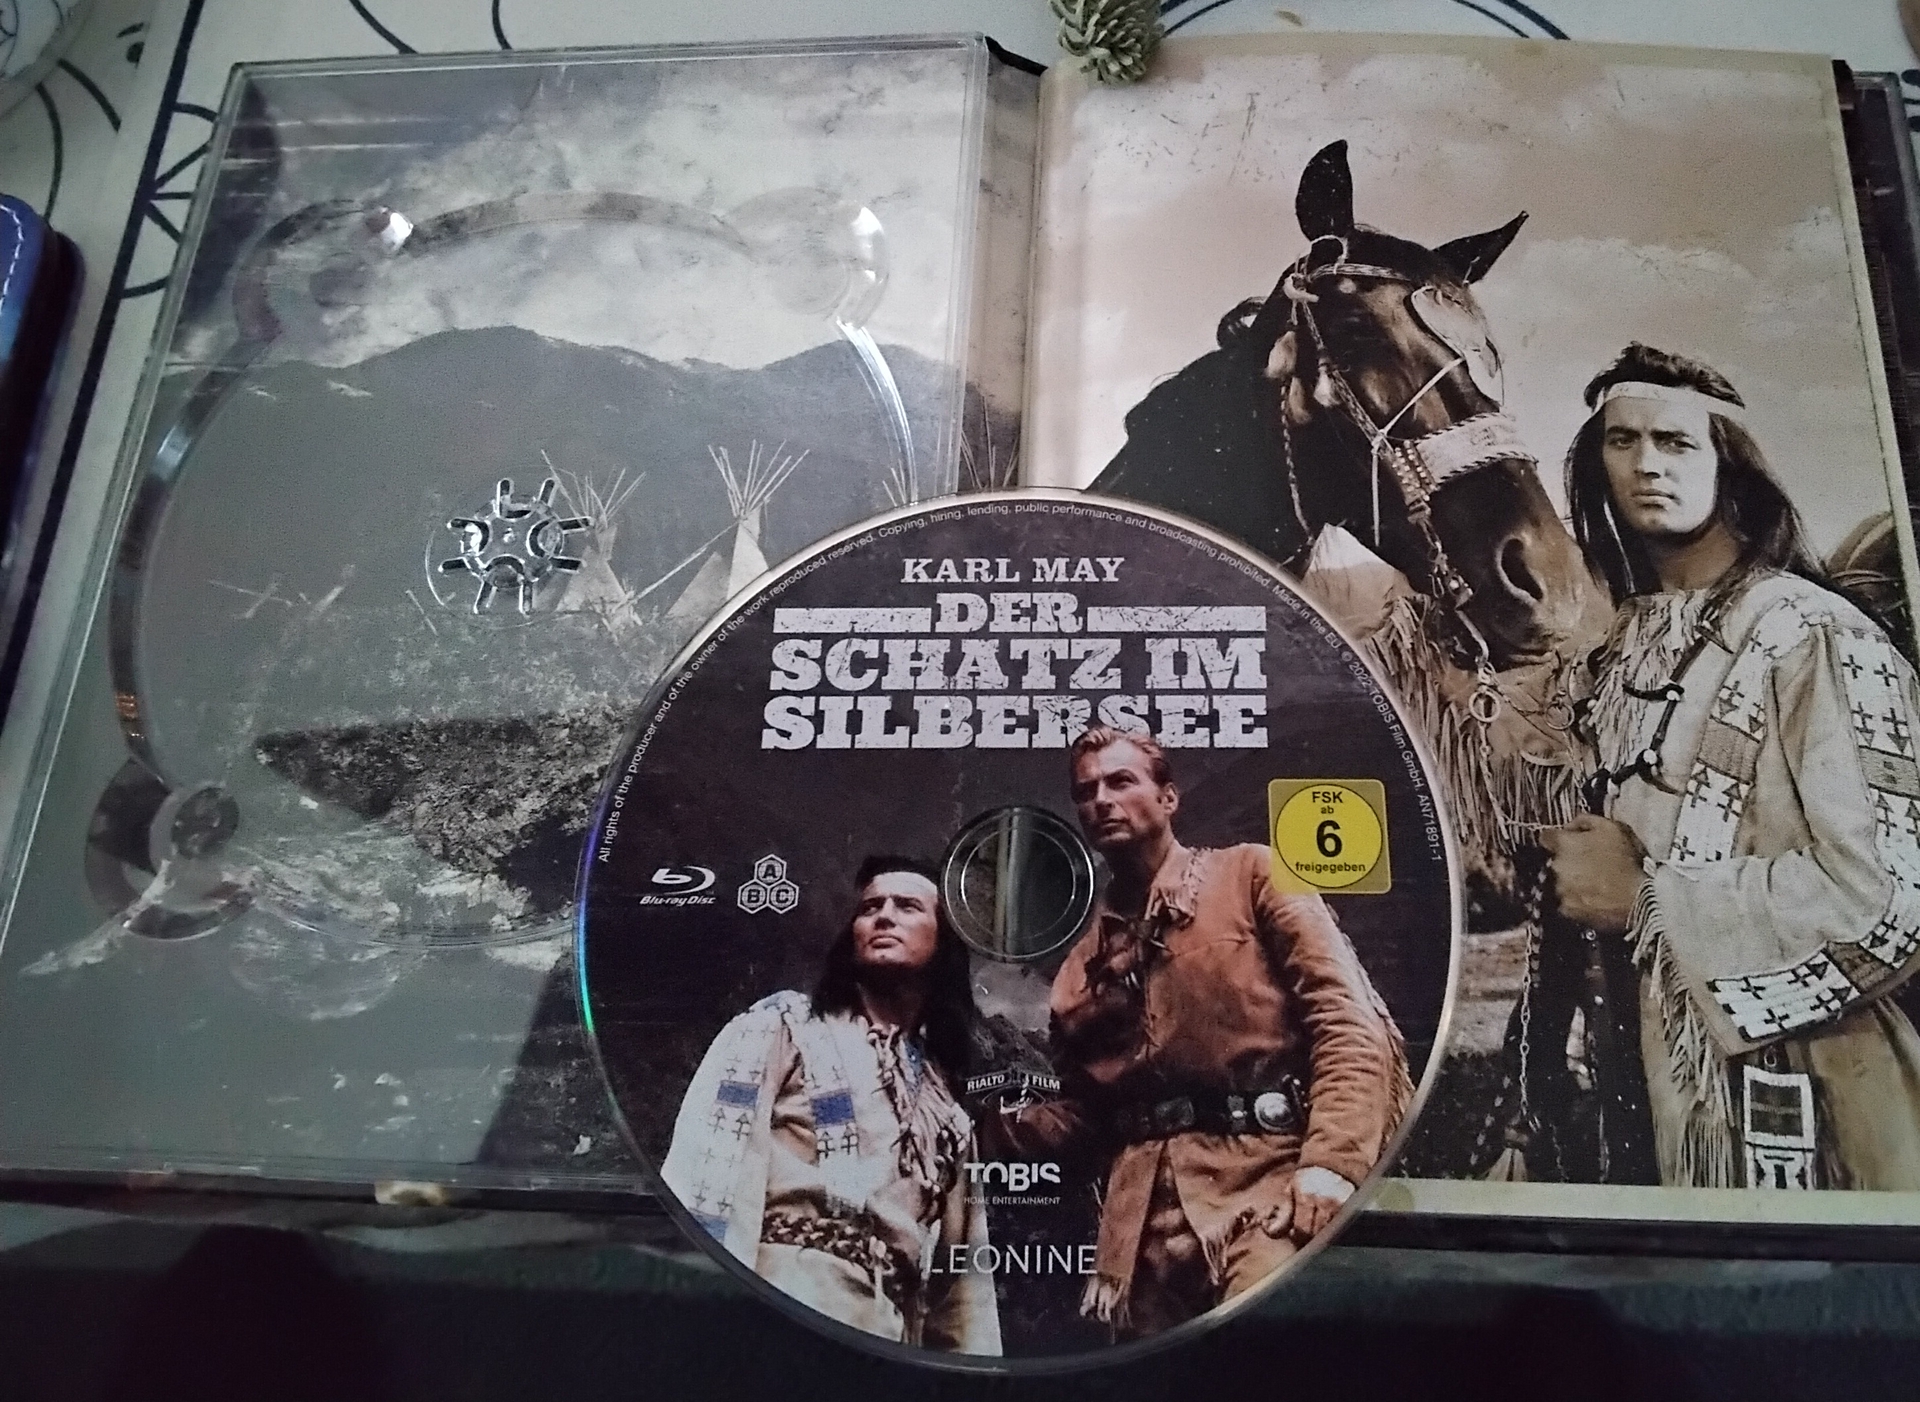 All rights of the producer and of the owner of the work reproduced reserved. Copying, hiring, lending, public performance and broadcasting prohibited. Made in the EU. © 2022 TOBIS Film GmbH. AN71891-1
KARL MAY
DER
SCHATZ IM
SILBERSEE
FSK
ab
6
freigegeben
Blu-ray Disc
A
B C
RIALTO FILM
TOBIS
HOME ENTERTAINMENT
LEONINE